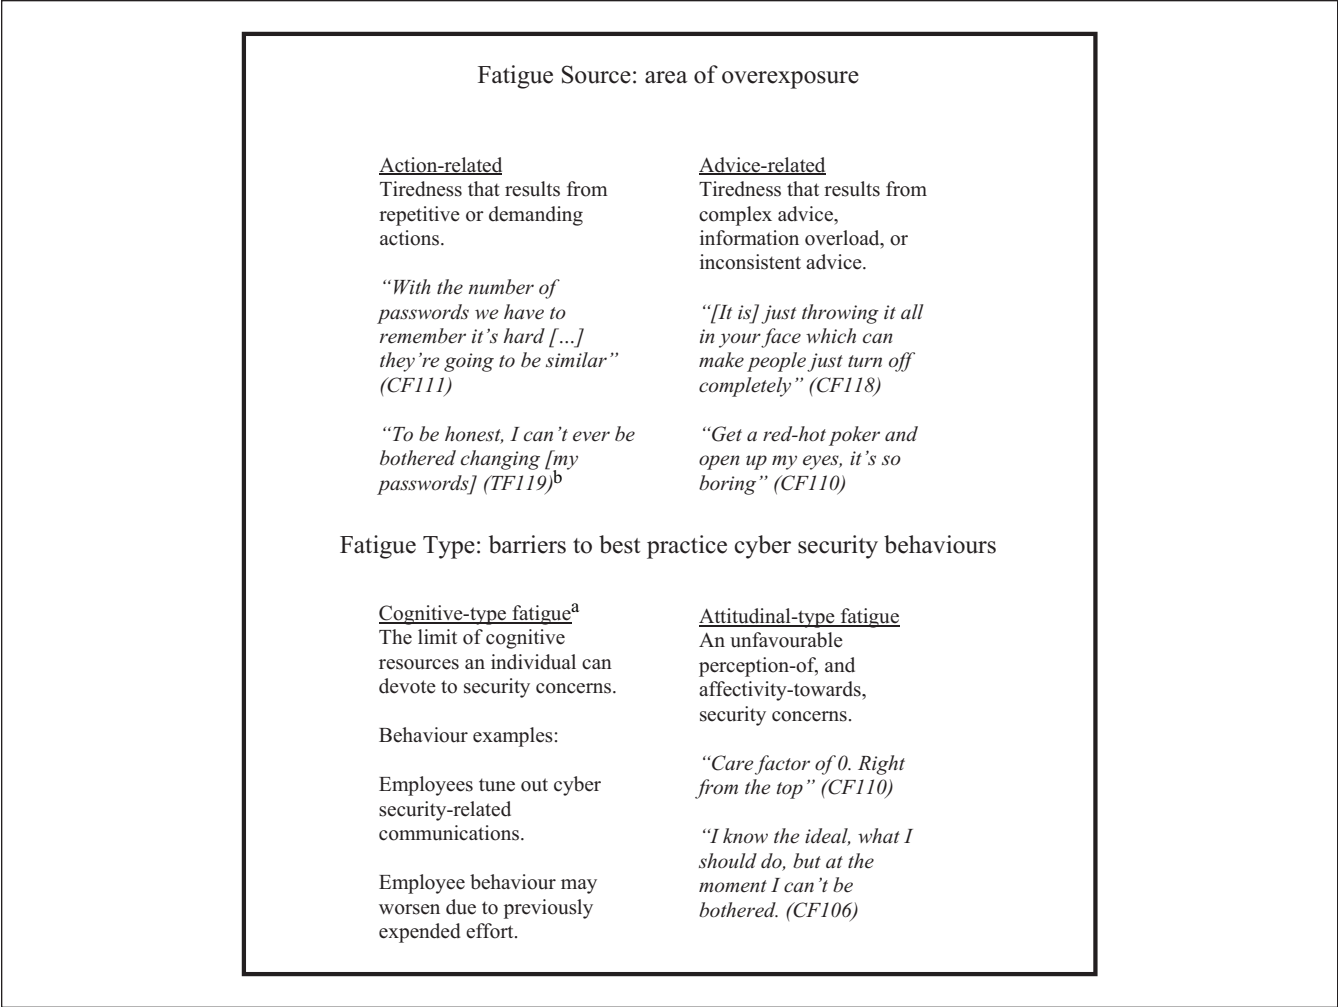 Fatigue Source: area of overexposure
Action-related
Tiredness that results from
repetitive or demanding
actions.
“With the number of
passwords we have to
remember it’s hard […]
they’re going to be similar”
(CF111)
“To be honest, I can’t ever be
bothered changing [my
passwords] (TF119)b
Advice-related
Tiredness that results from
complex advice,
information overload, or
inconsistent advice.
“[It is] just throwing it all
in your face which can
make people just turn off
completely” (CF118)
“Get a red-hot poker and
open up my eyes, it’s so
boring” (CF110)
Fatigue Type: barriers to best practice cyber security behaviours
Cognitive-type fatiguea
The limit of cognitive
resources an individual can
devote to security concerns.
Behaviour examples:
Employees tune out cyber
security-related
communications.
Employee behaviour may
worsen due to previously
expended effort.
Attitudinal-type fatigue
An unfavourable
perception-of, and
affectivity-towards,
security concerns.
“Care factor of 0. Right
from the top” (CF110)
“I know the ideal, what I
should do, but at the
moment I can’t be
bothered. (CF106)